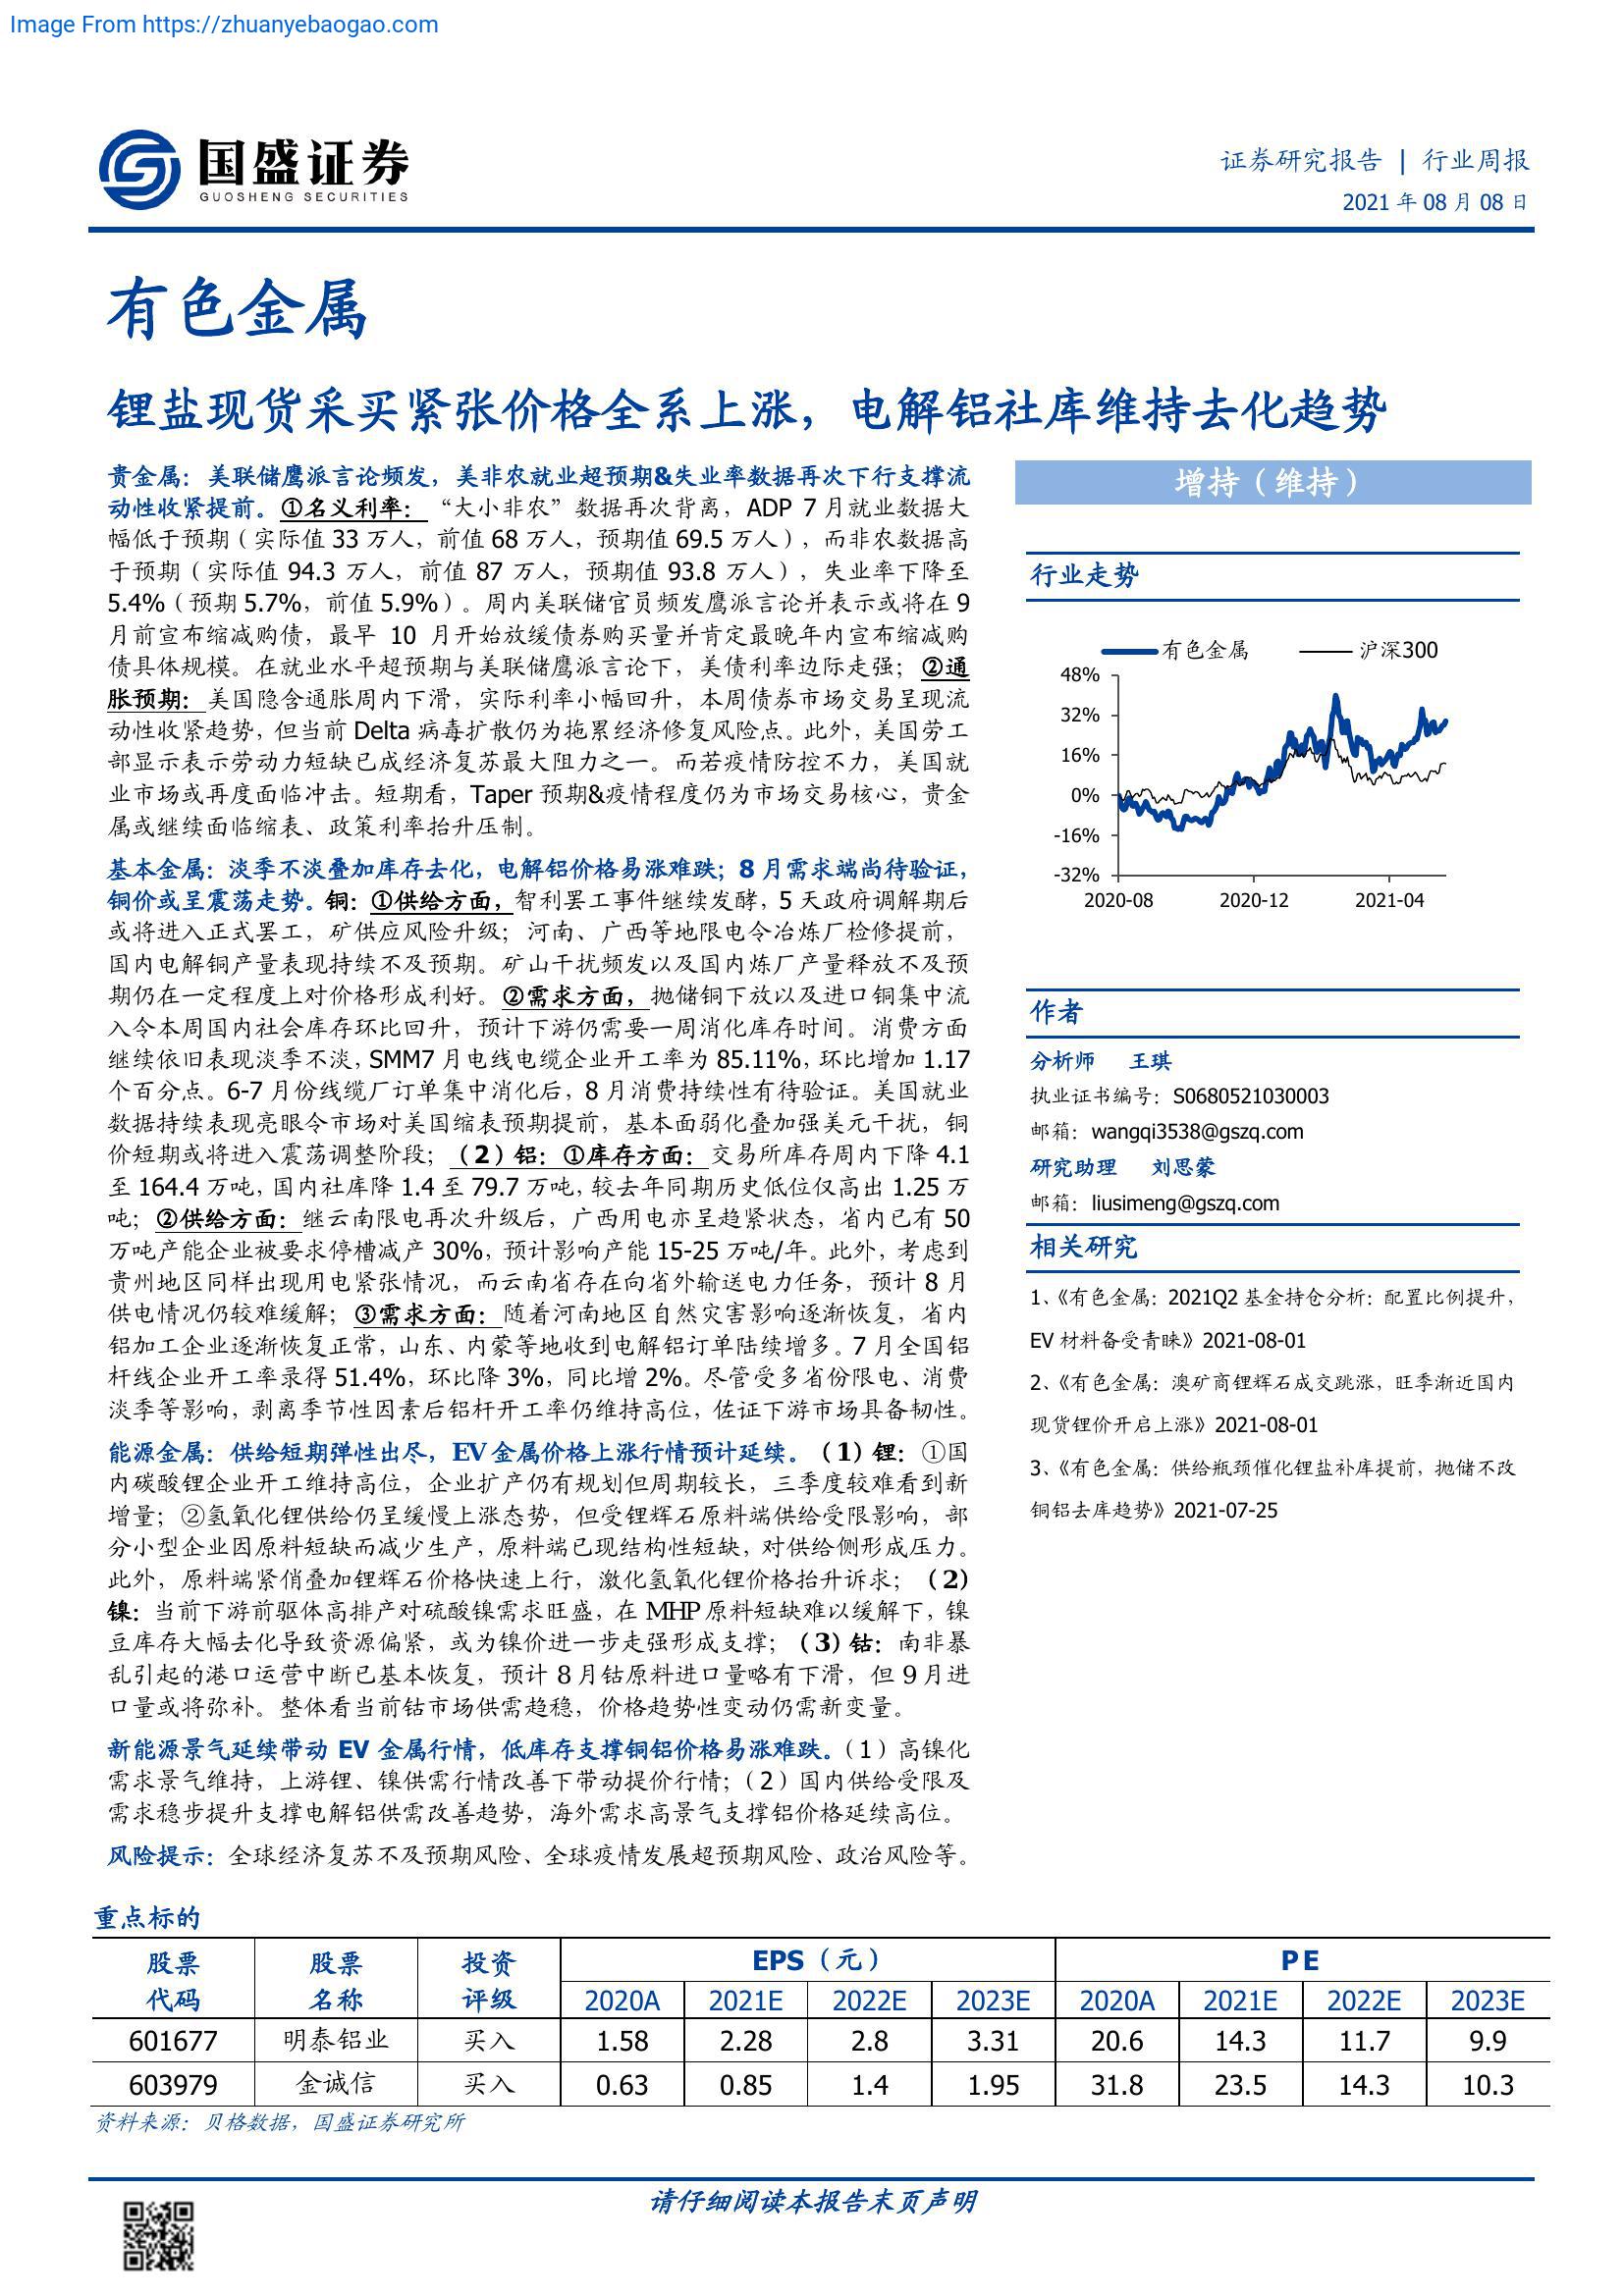 Image From https://zhuanyebaogao.com
国盛证券
GUOSHENG SECURITIES
证券研究报告 | 行业周报
2021 年 08 月 08 日
有色金属
锂盐现货采买紧张价格全系上涨，电解铝社库维持去化趋势
贵金属：美联储鹰派言论频发，美非农就业超预期&失业率数据再次下行支撑流
动性收紧提前。①名义利率：“大小非农”数据再次背离，ADP 7 月就业数据大
幅低于预期（实际值 33 万人，前值 68 万人，预期值 69.5 万人），而非农数据高
于预期（实际值 94.3 万人，前值 87 万人，预期值 93.8 万人），失业率下降至
5.4%（预期 5.7%，前值 5.9%）。周内美联储官员频发鹰派言论并表示或将在 9
月前宣布缩减购债，最早 10 月开始放缓债券购买量并肯定最晚年内宣布缩减购
债具体规模。在就业水平超预期与美联储鹰派言论下，美债利率边际走强；②通
胀预期：美国隐含通胀周内下滑，实际利率小幅回升，本周债券市场交易呈现流
动性收紧趋势，但当前 Delta 病毒扩散仍为拖累经济修复风险点。此外，美国劳工
部显示表示劳动力短缺已成经济复苏最大阻力之一。而若疫情防控不力，美国就
业市场或再度面临冲击。短期看，Taper 预期&疫情程度仍为市场交易核心，贵金
属或继续面临缩表、政策利率抬升压制。
基本金属：淡季不淡叠加库存去化，电解铝价格易涨难跌；8 月需求端尚待验证，
铜价或呈震荡走势。铜：①供给方面，智利罢工事件继续发酵，5 天政府调解期后
或将进入正式罢工，矿供应风险升级；河南、广西等地限电令冶炼厂检修提前，
国内电解铜产量表现持续不及预期。矿山干扰频发以及国内炼厂产量释放不及预
期仍在一定程度上对价格形成利好。②需求方面，抛储铜下放以及进口铜集中流
入令本周国内社会库存环比回升，预计下游仍需要一周消化库存时间。消费方面
继续依旧表现淡季不淡，SMM7 月电线电缆企业开工率为 85.11%，环比增加 1.17
个百分点。6-7 月份线缆厂订单集中消化后，8 月消费持续性有待验证。美国就业
数据持续表现亮眼令市场对美国缩表预期提前，基本面弱化叠加强美元干扰，铜
价短期或将进入震荡调整阶段；（2）铝：①库存方面：交易所库存周内下降 4.1
至 164.4 万吨，国内社库降 1.4 至 79.7 万吨，较去年同期历史低位仅高出 1.25 万
吨；②供给方面：继云南限电再次升级后，广西用电亦呈趋紧状态，省内已有 50
万吨产能企业被要求停槽减产 30%，预计影响产能 15-25 万吨/年。此外，考虑到
贵州地区同样出现用电紧张情况，而云南省存在向省外输送电力任务，预计 8 月
供电情况仍较难缓解；③需求方面：随着河南地区自然灾害影响逐渐恢复，省内
铝加工企业逐渐恢复正常，山东、内蒙等地收到电解铝订单陆续增多。7 月全国铝
杆线企业开工率录得 51.4%，环比降 3%，同比增 2%。尽管受多省份限电、消费
淡季等影响，剥离季节性因素后铝杆开工率仍维持高位，佐证下游市场具备韧性。
能源金属：供给短期弹性出尽，EV 金属价格上涨行情预计延续。（1）锂：①国
内碳酸锂企业开工维持高位，企业扩产仍有规划但周期较长，三季度较难看到新
增量；②氢氧化锂供给仍呈缓慢上涨态势，但受锂辉石原料端供给受限影响，部
分小型企业因原料短缺而减少生产，原料端已现结构性短缺，对供给侧形成压力。
此外，原料端紧俏叠加锂辉石价格快速上行，激化氢氧化锂价格抬升诉求；（2）
镍：当前下游前驱体高排产对硫酸镍需求旺盛，在 MHP 原料短缺难以缓解下，镍
豆库存大幅去化导致资源偏紧，或为镍价进一步走强形成支撑；（3）钴：南非暴
乱引起的港口运营中断已基本恢复，预计 8 月钴原料进口量略有下滑，但 9 月进
口量或将弥补。整体看当前钴市场供需趋稳，价格趋势性变动仍需新变量。
新能源景气延续带动 EV 金属行情，低库存支撑铜铝价格易涨难跌。（1）高镍化
需求景气维持，上游锂、镍供需行情改善下带动提价行情；（2）国内供给受限及
需求稳步提升支撑电解铝供需改善趋势，海外需求高景气支撑铝价格延续高位。
风险提示：全球经济复苏不及预期风险、全球疫情发展超预期风险、政治风险等。
增持（维持）
行业走势
有色金属 沪深300
48%
32%
16%
0%
-16%
-32%
2020-08 2020-12 2021-04
作者
分析师 王琪
执业证书编号：S0680521030003
邮箱：wangqi3538@gszq.com
研究助理 刘思蒙
邮箱：liusimeng@gszq.com
相关研究
1、《有色金属：2021Q2 基金持仓分析：配置比例提升，
EV 材料备受青睐》2021-08-01
2、《有色金属：澳矿商锂辉石成交跳涨，旺季渐近国内
现货锂价开启上涨》2021-08-01
3、《有色金属：供给瓶颈催化锂盐补库提前，抛储不改
铜铝去库趋势》2021-07-25
重点标的
股票 股票 投资 EPS（元） PE
代码 名称 评级 2020A 2021E 2022E 2023E 2020A 2021E 2022E 2023E
601677 明泰铝业 买入 1.58 2.28 2.8 3.31 20.6 14.3 11.7 9.9
603979 金诚信 买入 0.63 0.85 1.4 1.95 31.8 23.5 14.3 10.3
资料来源：贝格数据，国盛证券研究所
请仔细阅读本报告末页声明